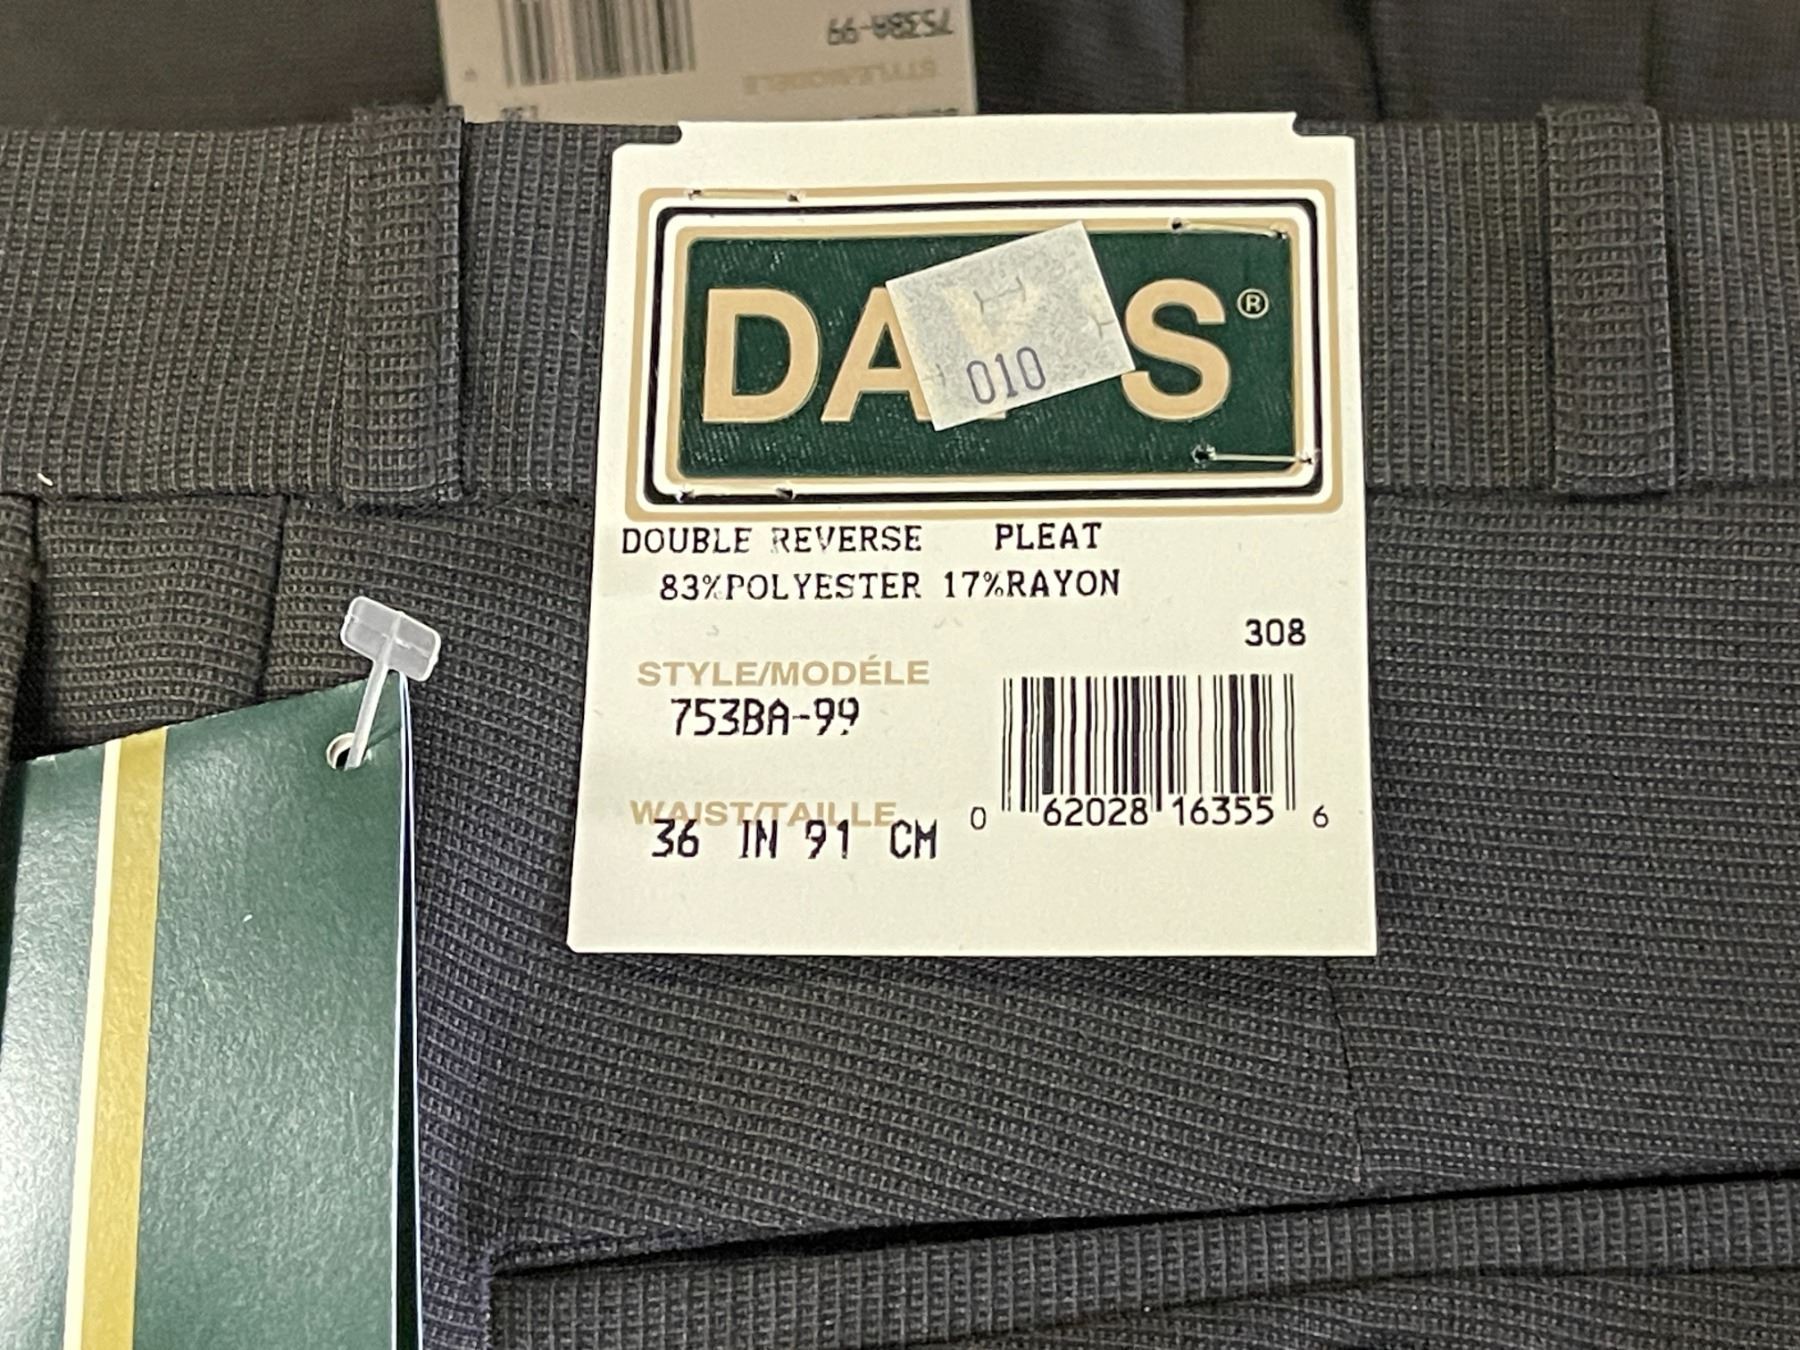 753BA-99
STYLE/MODÉLE
DA S®
010
DOUBLE REVERSE PLEAT
83%POLYESTER 17%RAYON
308
STYLE/MODÉLE
753BA-99
WAIST/TAILLE
36 IN 91 CM
0 62028 16355 6